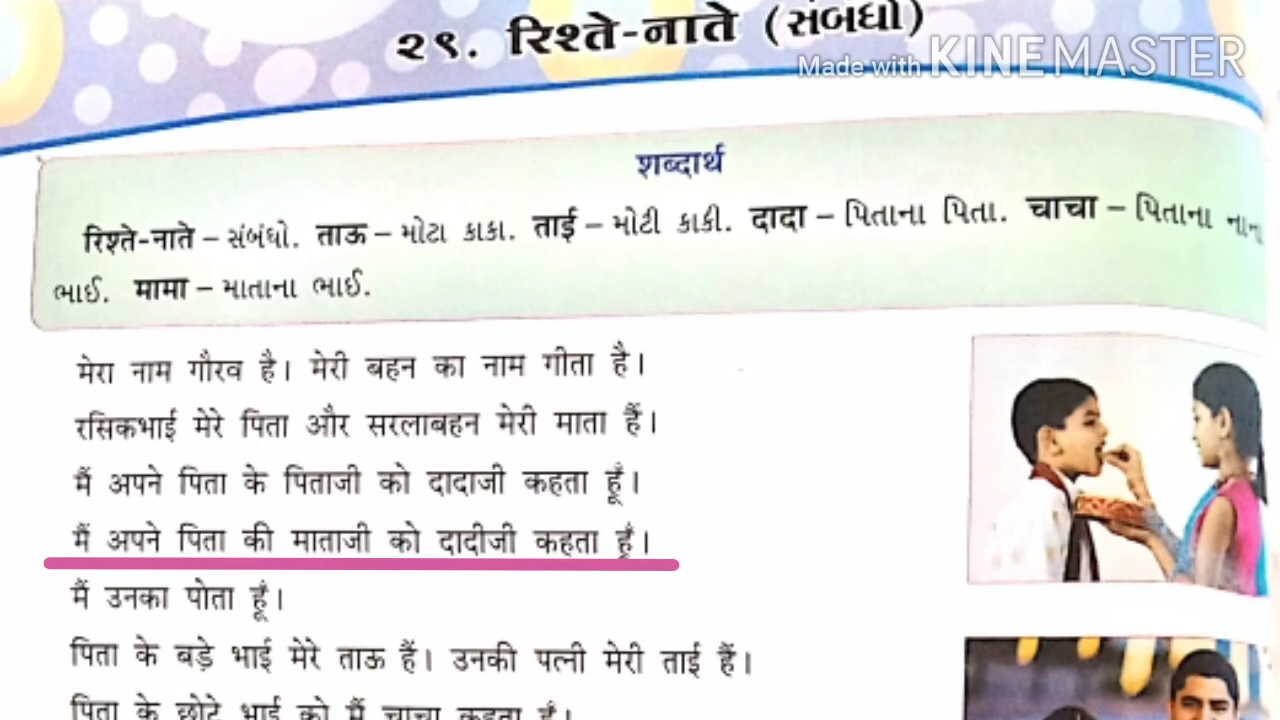 २९. रिश्ते-नाते (સંબંધો)
Made with KINEMASTER
शब्दार्थ
रिश्ते-नाते – સંબંધો. ताऊ – મોટા કાકા. ताई – મોટી કાકી. दादा – પિતાના પિતા. चाचा – પિતાના
ભાઈ. मामा – માતાના ભાઈ.
मेरा नाम गौरव है। मेरी बहन का नाम गीता है।
रसिकभाई मेरे पिता और सरलाबहन मेरी माता हैं।
मैं अपने पिता के पिताजी को दादाजी कहता हूँ।
मैं अपने पिता की माताजी को दादीजी कहता हूँ।
मैं उनका पोता हूँ।
पिता के बड़े भाई मेरे ताऊ हैं। उनकी पत्नी मेरी ताई हैं।
पिता के छोटे भाई को मैं चाचा कहता हूँ।